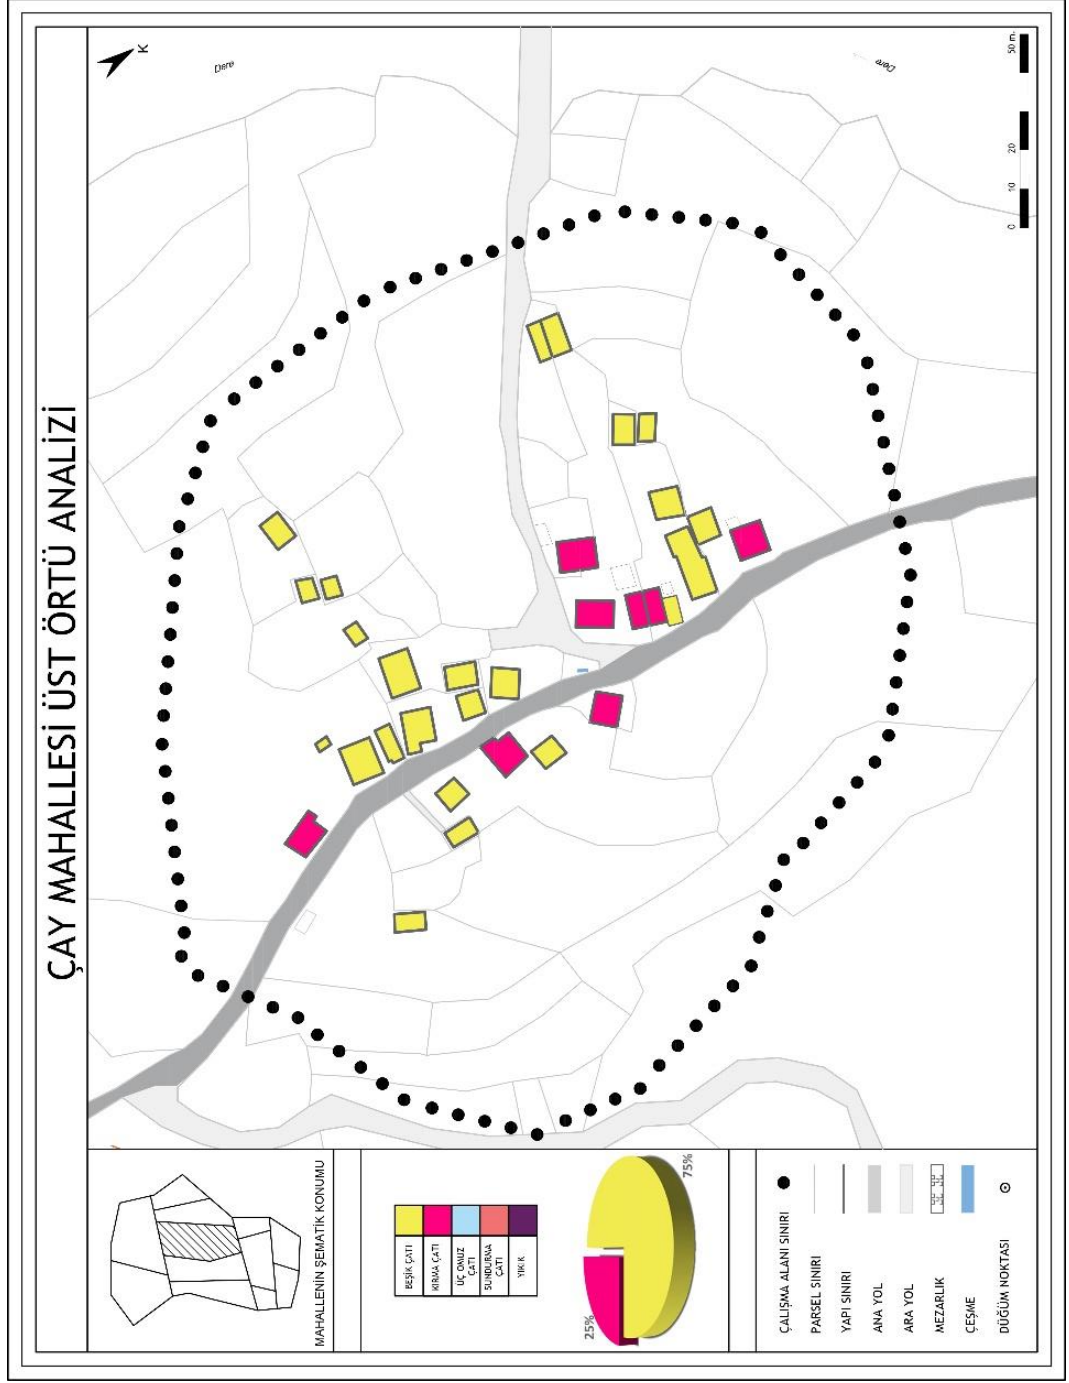 ÇAY MAHALLESİ ÜST ÖRTÜ ANALİZİ
K
Dere
Dere
0 10 20 50 m.
MAHALLENİN ŞEMATİK KONUMU
BEŞİK ÇATI
KIRMA ÇATI
ÜÇ OMUZ
ÇATI
SUNDURMA
ÇATI
YIKIK
25%
75%
ÇALIŞMA ALANI SINIRI
PARSEL SINIRI
YAPI SINIRI
ANA YOL
ARA YOL
MEZARLIK
ÇEŞME
DÜĞÜM NOKTASI